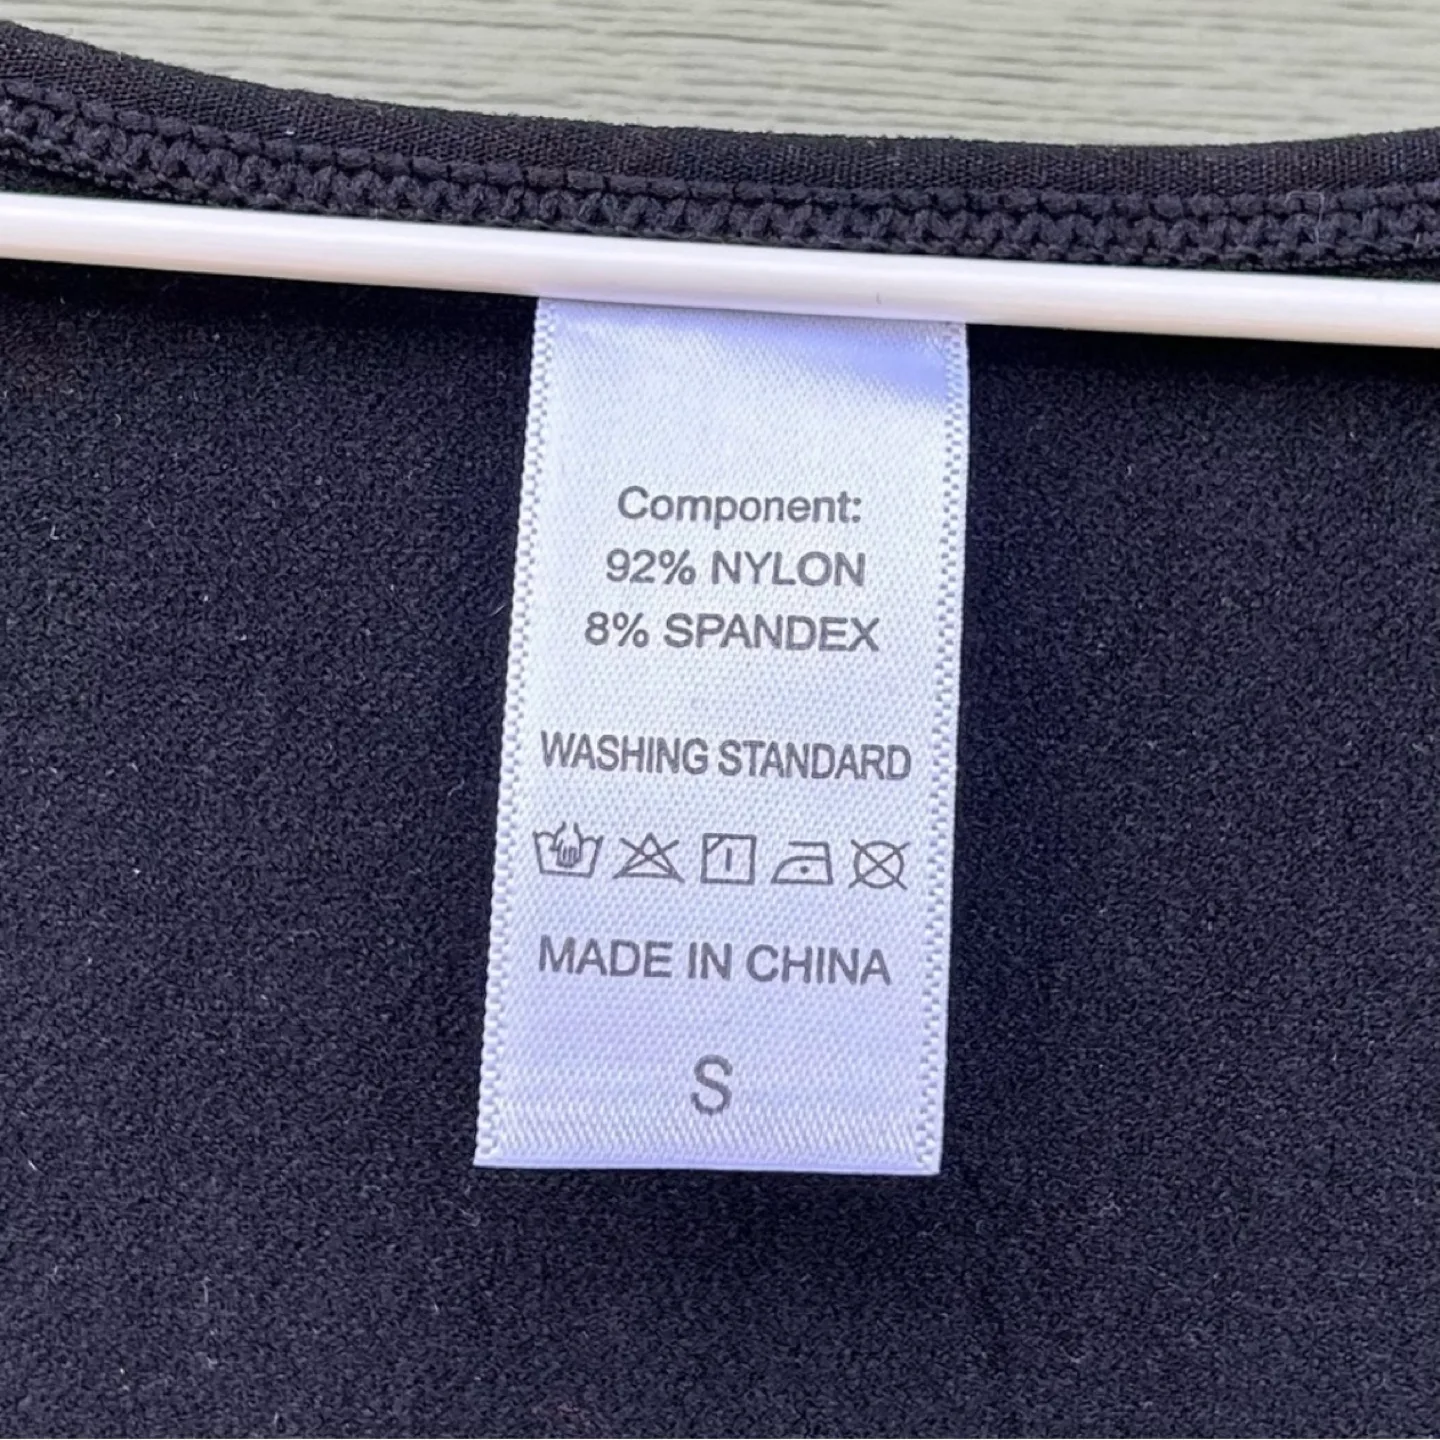 Component:
92% NYLON
8% SPANDEX
WASHING STANDARD
MADE IN CHINA
S